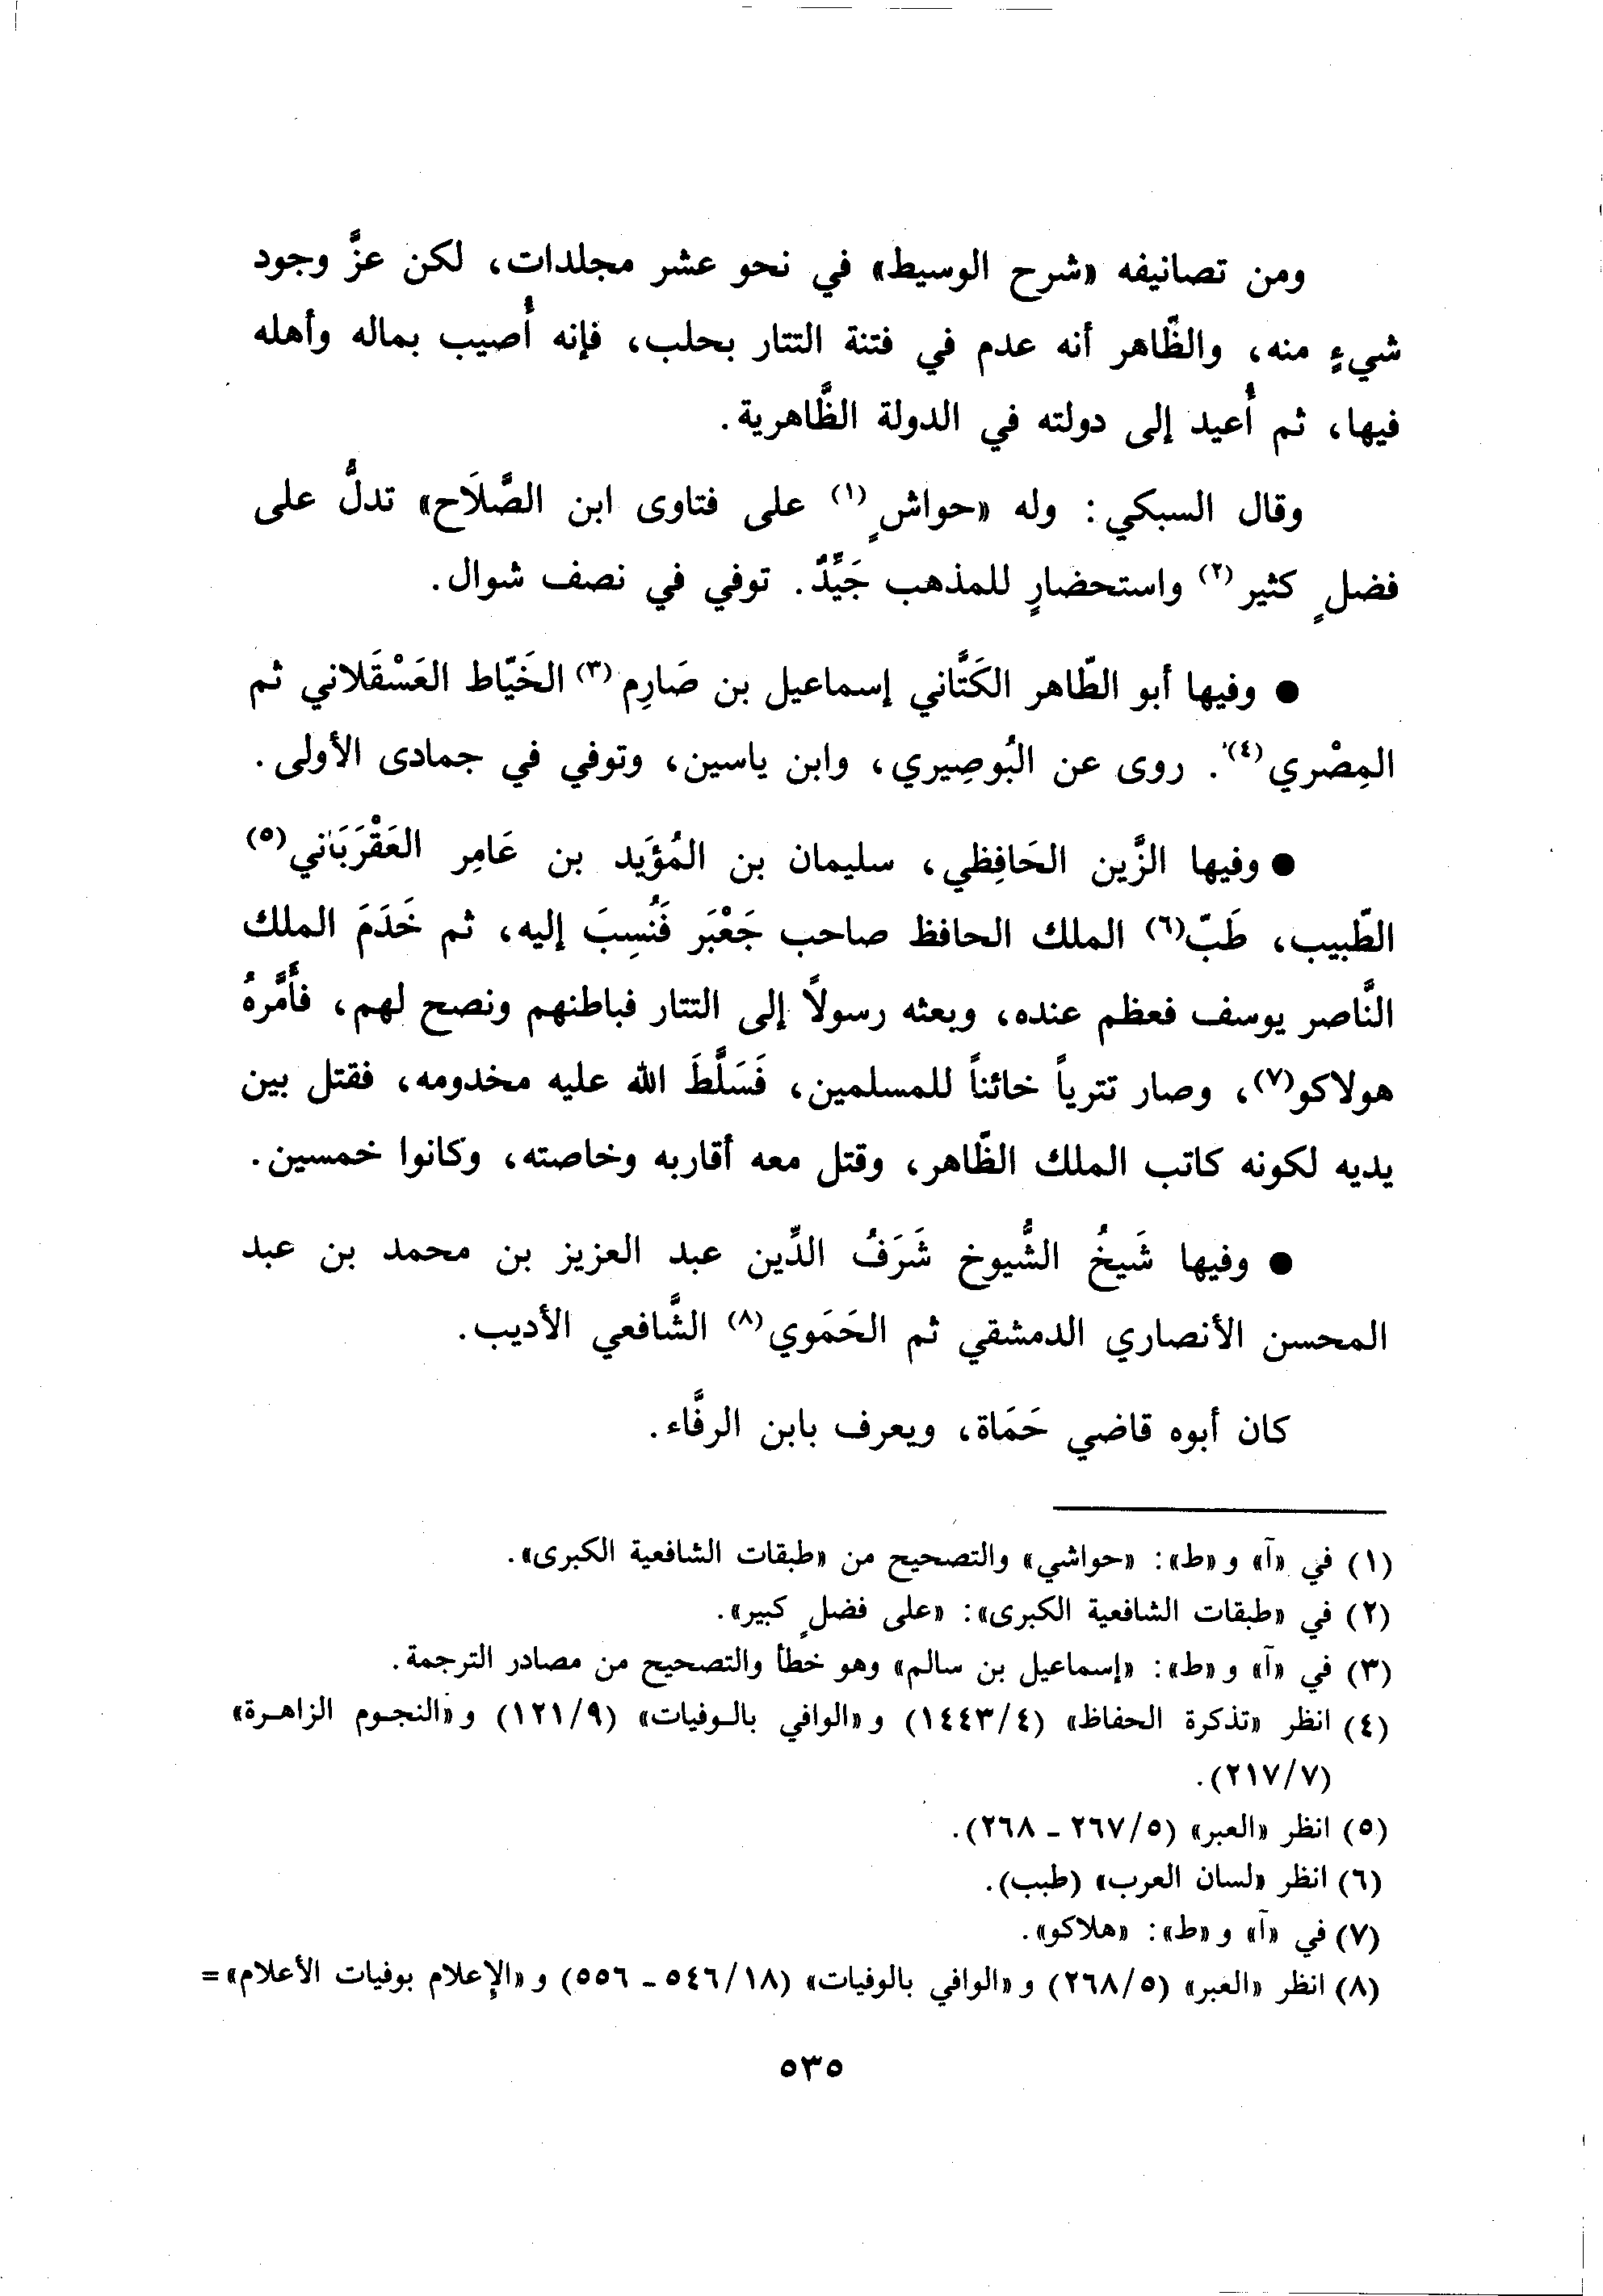 ومن تصانيفه «شرح الوسيط» في نحو عشر مجلدات، لكن عزَّ وجود
شيءٍ منه، والظَّاهر أنه عدم في فتنة التتار بحلب، فإنه أُصيب بماله وأهله
فيها، ثم أُعيد إلى دولته في الدولة الظَّاهرية.
وقال السبكي: وله «حواشٍ (١) على فتاوى ابن الصَّلَاح» تدلُّ على
فضلٍ كثير (٢) واستحضارٍ للمذهب جَيِّدٌ. توفي في نصف شوال.
● وفيها أبو الطّاهر الكَتَّاني إسماعيل بن صَارِم (٣) الخَيّاط العَسْقَلاني ثم
المِصْري (٤). روى عن البُوصِيري، وابن ياسين، وتوفي في جمادى الأولى.
● وفيها الزَّين الحَافِظي، سليمان بن المُؤَيد بن عَامِر العَقْرَبَاني (٥)
الطَّبيب، طَبّ (٦) الملك الحافظ صاحب جَعْبَر فَنُسِبَ إليه، ثم خَدَمَ الملك
النَّاصر يوسف فعظم عنده، وبعثه رسولاً إلى التتار فباطنهم ونصح لهم، فأَمَّرهُ
هولاكو (٧)، وصار تترياً خائناً للمسلمين، فَسَلَّطَ الله عليه مخدومه، فقتل بين
يديه لكونه كاتب الملك الظَّاهر، وقتل معه أقاربه وخاصته، وكانوا خمسين.
● وفيها شَيخُ الشُّيوخ شَرَفُ الدِّين عبد العزيز بن محمد بن عبد
المحسن الأنصاري الدمشقي ثم الحَمَوي (٨) الشَّافعي الأديب.
كان أبوه قاضي حَمَاة، ويعرف بابن الرفَّاء.
(١) في «آ» و «ط»: «حواشي» والتصحيح من «طبقات الشافعية الكبرى».
(٢) في «طبقات الشافعية الكبرى»: «على فضلٍ كبير».
(٣) في «آ» و «ط»: «إسماعيل بن سالم» وهو خطأ والتصحيح من مصادر الترجمة.
(٤) انظر «تذكرة الحفاظ» (١٤٤٣/٤) و «الوافي بالوفيات» (١٢١/٩) و «النجوم الزاهرة»
(٢١٧/٧).
(٥) انظر «العبر» (٢٦٧/٥ - ٢٦٨).
(٦) انظر «لسان العرب» (طبب).
(٧) في «آ» و «ط»: «هلاكو».
(٨) انظر «العبر» (٢٦٨/٥) و «الوافي بالوفيات» (٥٤٦/١٨ - ٥٥٦) و «الإعلام بوفيات الأعلام» =
٥٣٥